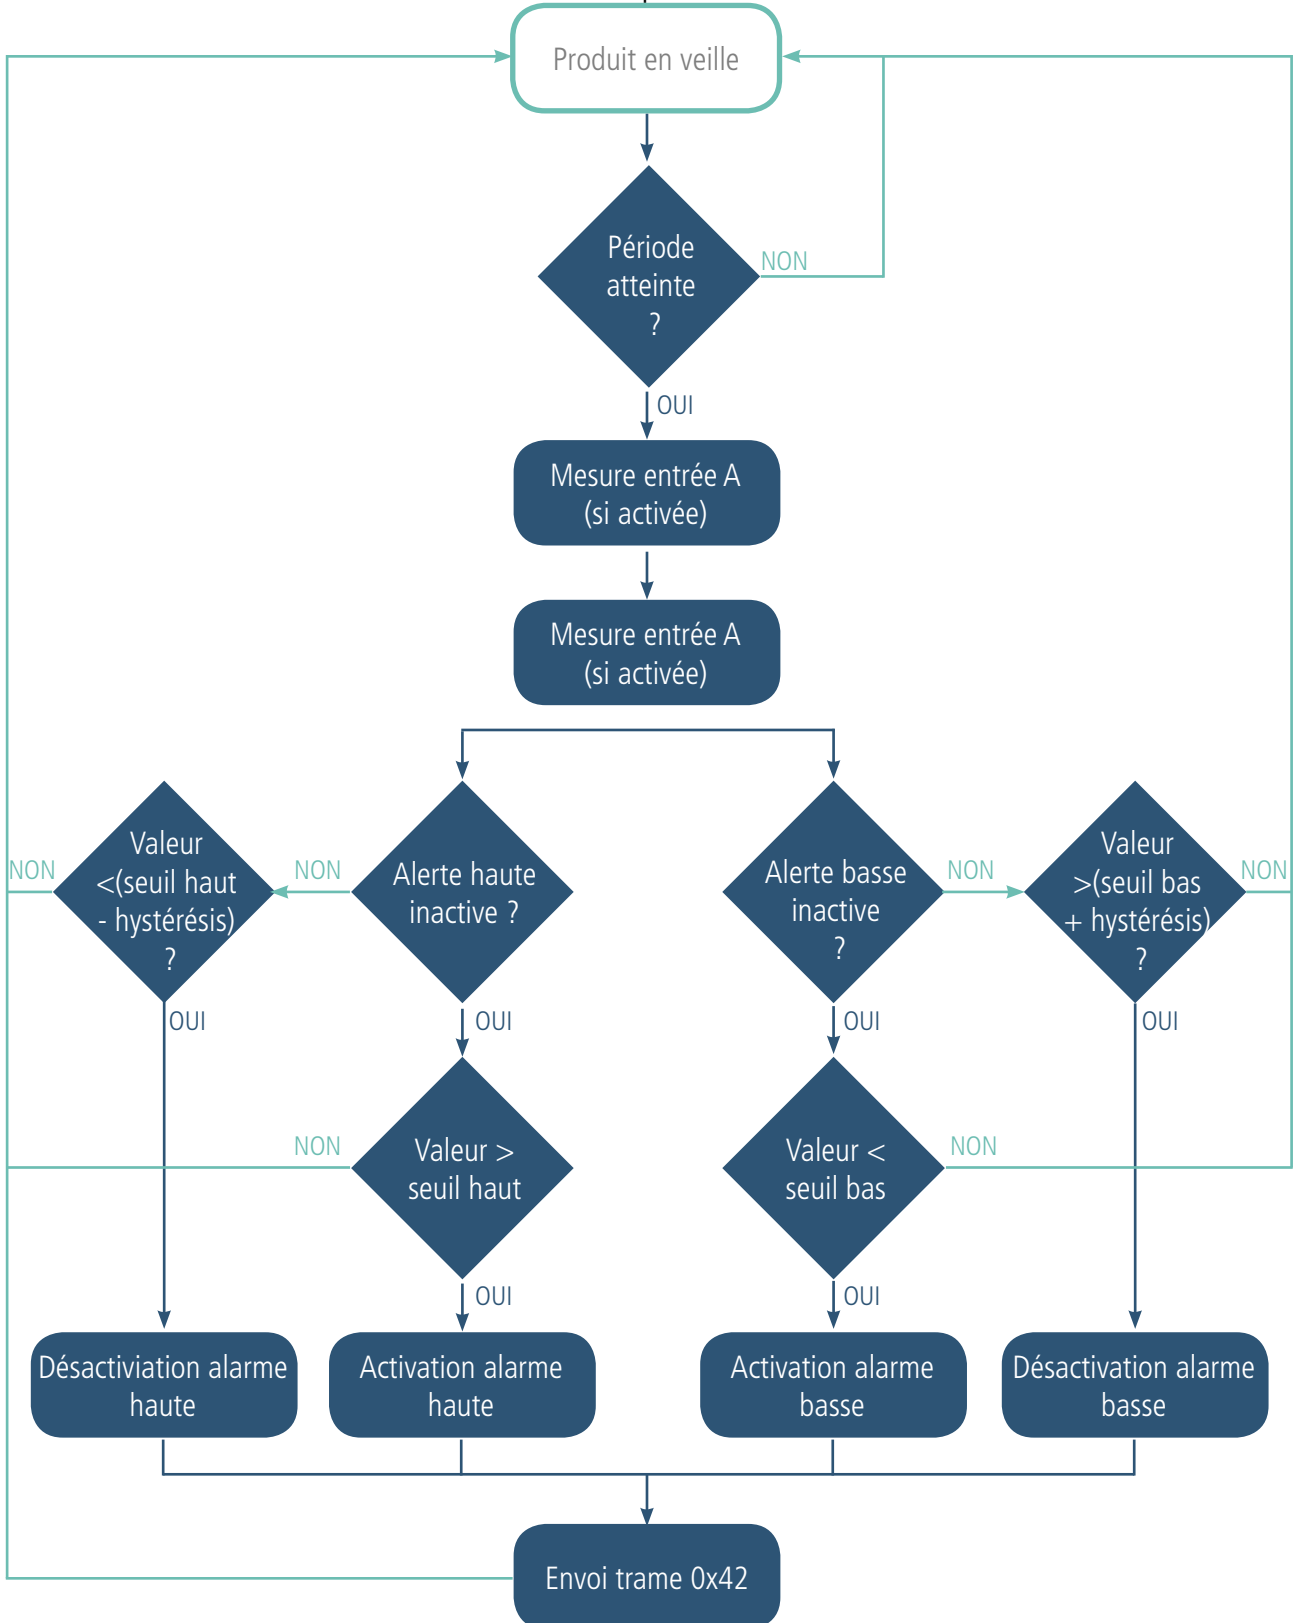 Produit en veille
Période
atteinte
?
NON
OUI
Mesure entrée A
(si activée)
Mesure entrée A
(si activée)
NON
Valeur
<(seuil haut
- hystérésis)
?
NON
Alerte haute
inactive ?
Alerte basse
inactive
?
NON
Valeur
>(seuil bas
+ hystérésis)
?
NON
OUI
OUI
OUI
OUI
NON
Valeur >
seuil haut
Valeur <
seuil bas
NON
OUI
OUI
Désactiviation alarme
haute
Activation alarme
haute
Activation alarme
basse
Désactivation alarme
basse
Envoi trame 0x42